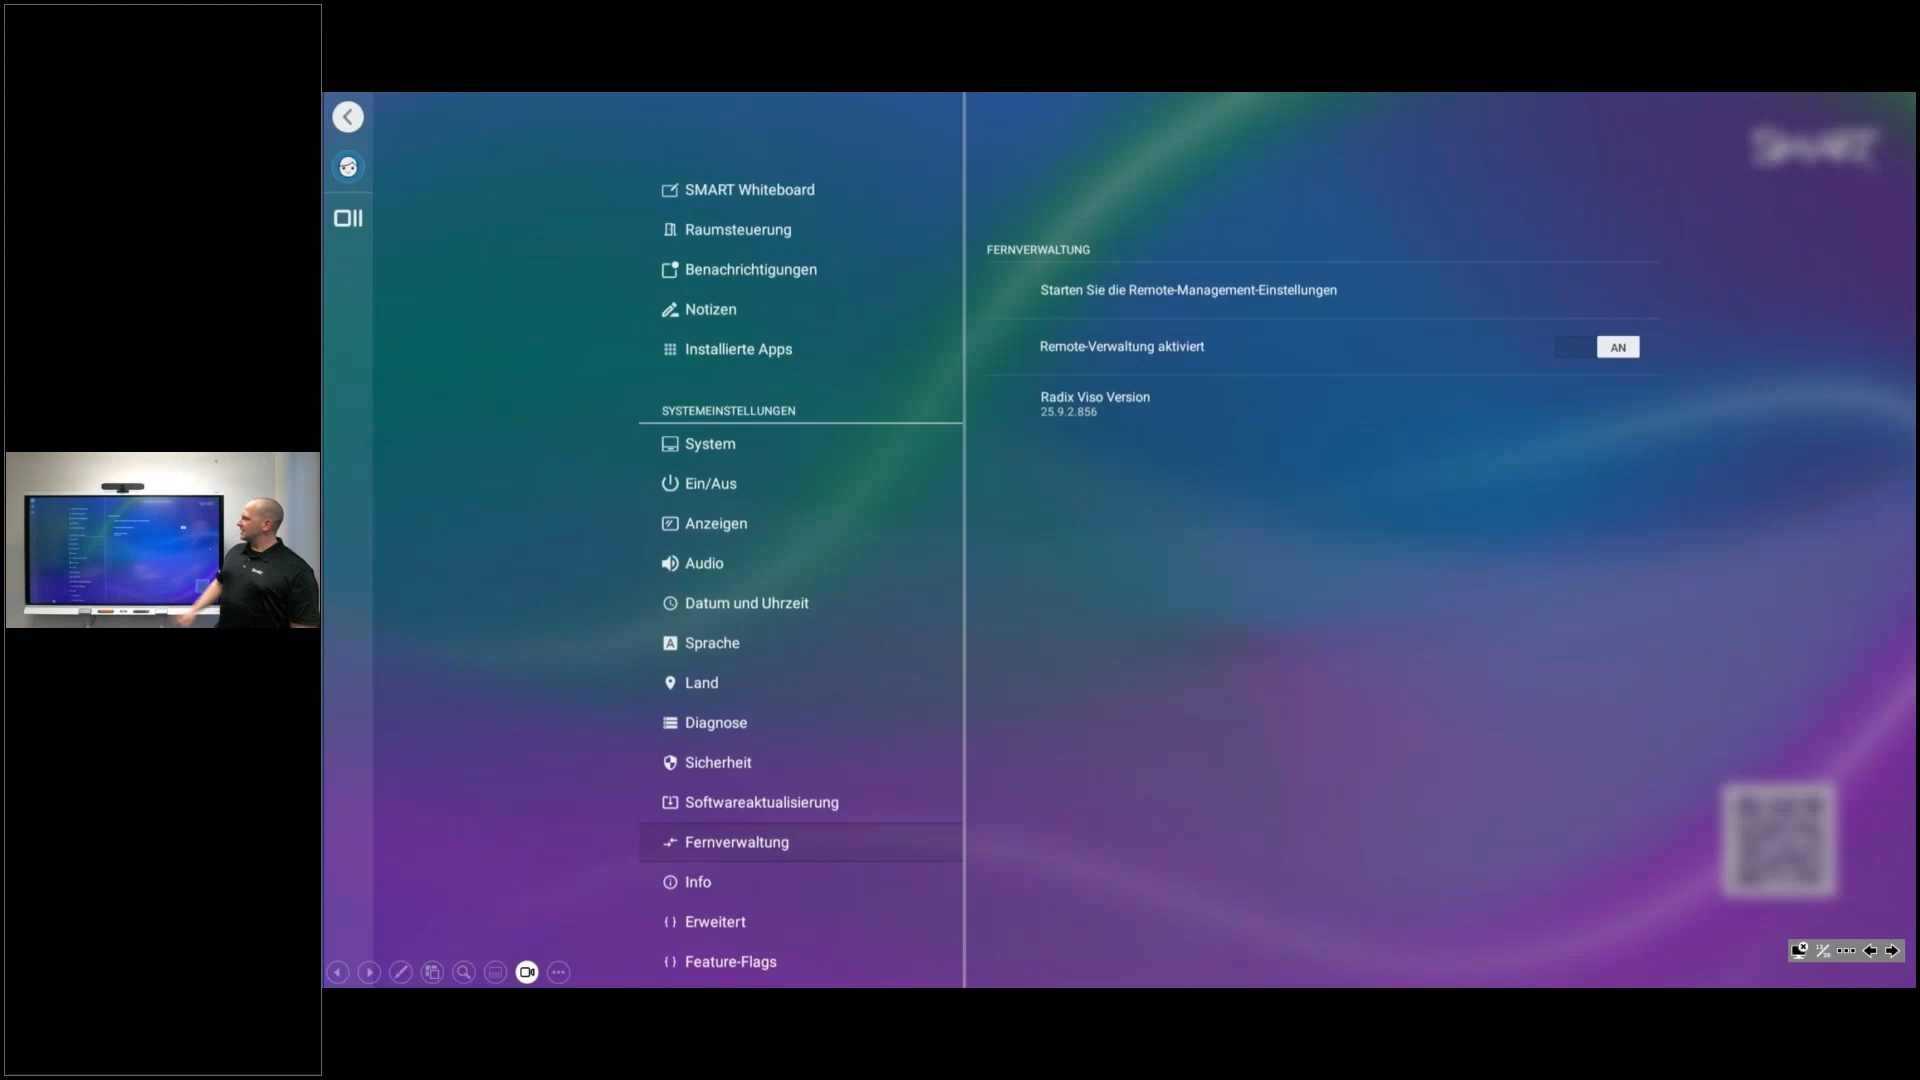 SMART
SMART Whiteboard
Raumsteuerung
Benachrichtigungen
Notizen
Installierte Apps
SYSTEMEINSTELLUNGEN
System
Ein/Aus
Anzeigen
Audio
Datum und Uhrzeit
Sprache
Land
Diagnose
Sicherheit
Softwareaktualisierung
Fernverwaltung
Info
Erweitert
Feature-Flags
FERNVERWALTUNG
Starten Sie die Remote-Management-Einstellungen
Remote-Verwaltung aktiviert
AN
Radix Viso Version
25.9.2.856